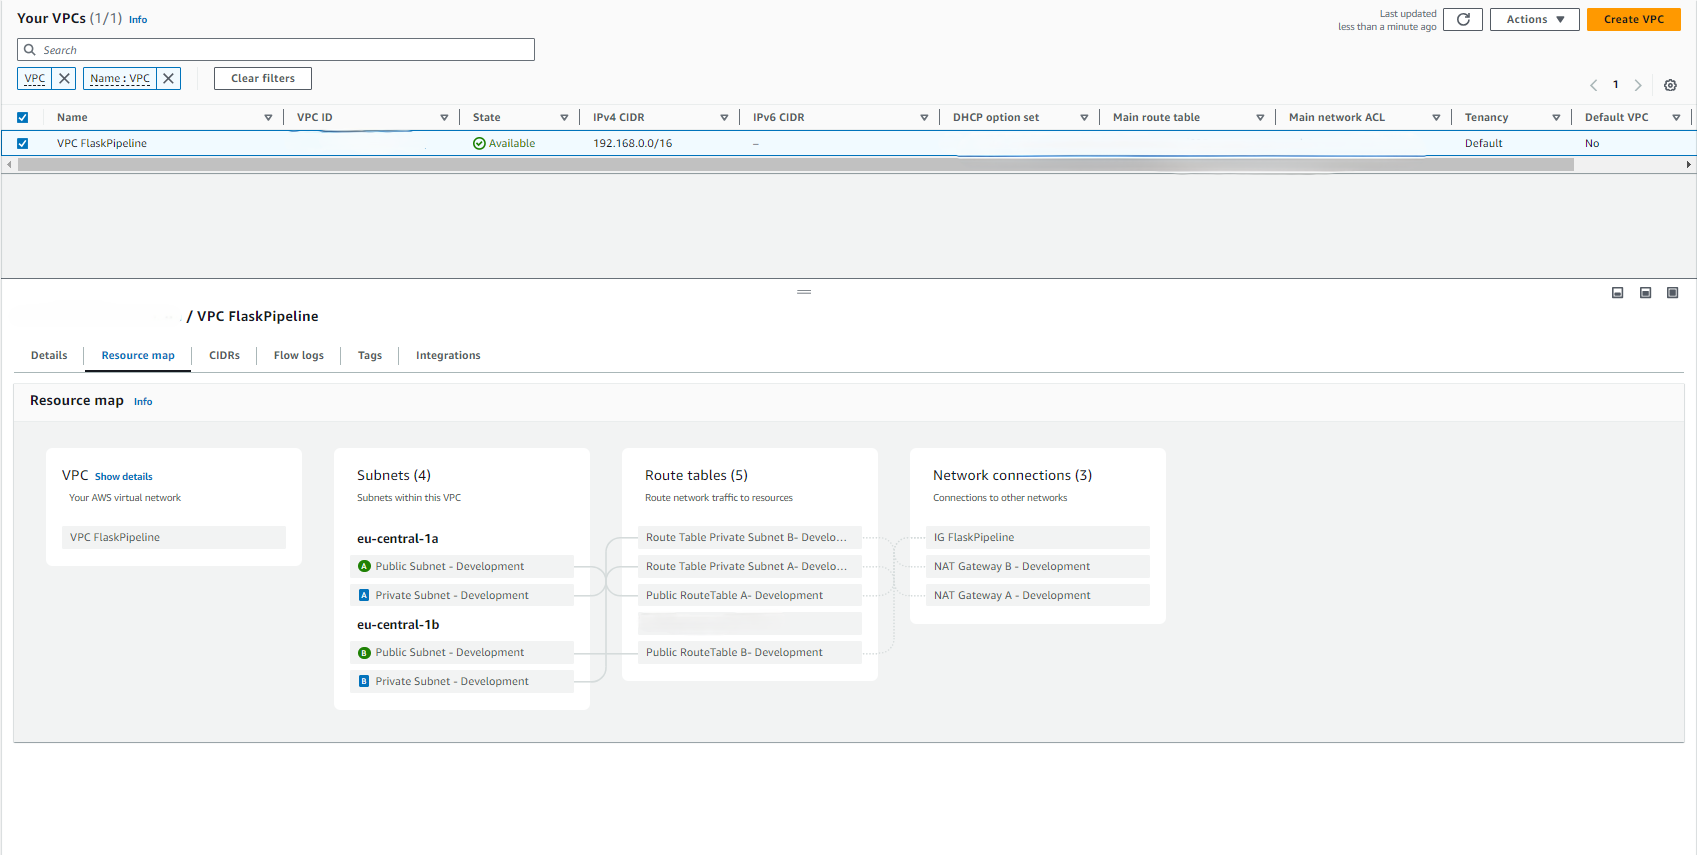 Your VPCs (1/1) Info
Last updated
less than a minute ago
Actions
Create VPC
Search
VPC
Name : VPC
Clear filters
1
Name VPC ID State IPv4 CIDR IPv6 CIDR DHCP option set Main route table Main network ACL Tenancy Default VPC
VPC FlaskPipeline Available 192.168.0.0/16 – Default No
/ VPC FlaskPipeline
Details Resource map CIDRs Flow logs Tags Integrations
Resource map Info
VPC Show details
Your AWS virtual network
VPC FlaskPipeline
Subnets (4)
Subnets within this VPC
eu-central-1a
A Public Subnet - Development
A Private Subnet - Development
eu-central-1b
B Public Subnet - Development
B Private Subnet - Development
Route tables (5)
Route network traffic to resources
Route Table Private Subnet B- Develo...
Route Table Private Subnet A- Develo...
Public RouteTable A- Development
Public RouteTable B- Development
Network connections (3)
Connections to other networks
IG FlaskPipeline
NAT Gateway B - Development
NAT Gateway A - Development